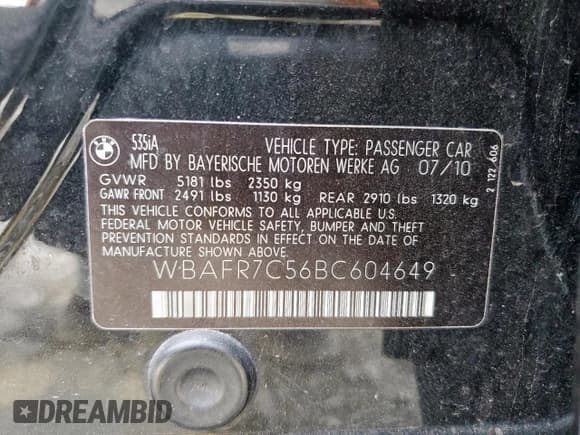 BMW
535iA VEHICLE TYPE: PASSENGER CAR
MFD BY BAYERISCHE MOTOREN WERKE AG 07/10
GVWR 5181 lbs 2350 kg
GAWR FRONT 2491 lbs 1130 kg REAR 2910 lbs 1320 kg
THIS VEHICLE CONFORMS TO ALL APPLICABLE U.S.
FEDERAL MOTOR VEHICLE SAFETY, BUMPER AND THEFT
PREVENTION STANDARDS IN EFFECT ON THE DATE OF
MANUFACTURE SHOWN ABOVE.
WBAFR7C56BC604649
2 122 606
DREAMBID